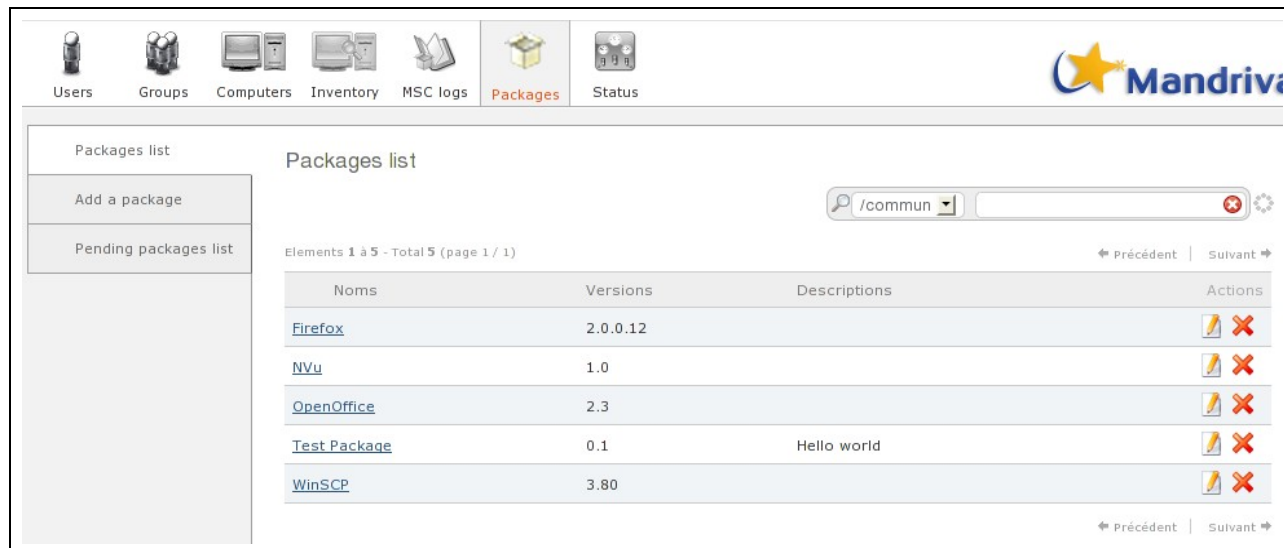 Users Groups Computers Inventory MSC logs Packages Status
Mandriva
Packages list
Add a package
Pending packages list
Packages list
/commun
Elements 1 à 5 - Total 5 (page 1 / 1) Précédent | Suivant
Noms Versions Descriptions Actions
Firefox 2.0.0.12
NVu 1.0
OpenOffice 2.3
Test Package 0.1 Hello world
WinSCP 3.80
Précédent | Suivant